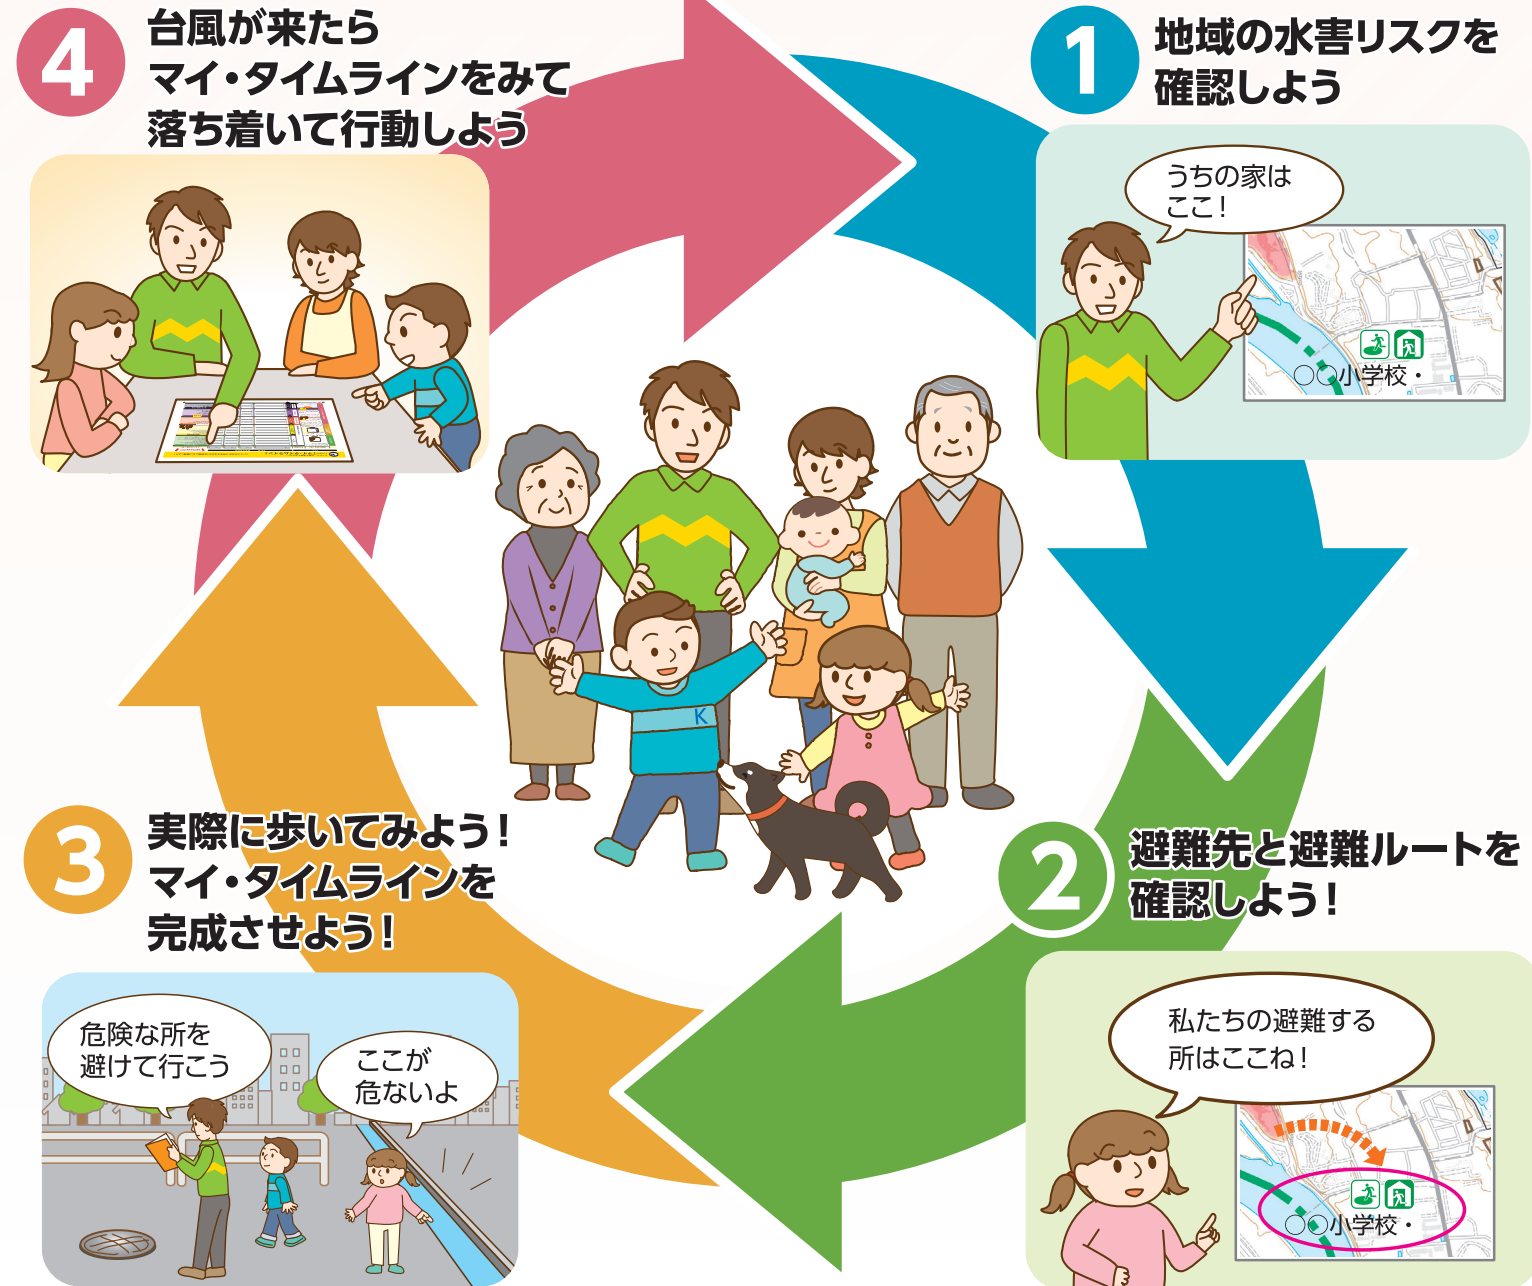 1
地域の水害リスクを
確認しよう
うちの家は
ここ！
○○小学校・
2
避難先と避難ルートを
確認しよう！
私たちの避難する
所はここね！
○○小学校・
3
実際に歩いてみよう！
マイ・タイムラインを
完成させよう！
危険な所を
避けて行こう
ここが
危ないよ
4
台風が来たら
マイ・タイムラインをみて
落ち着いて行動しよう
K